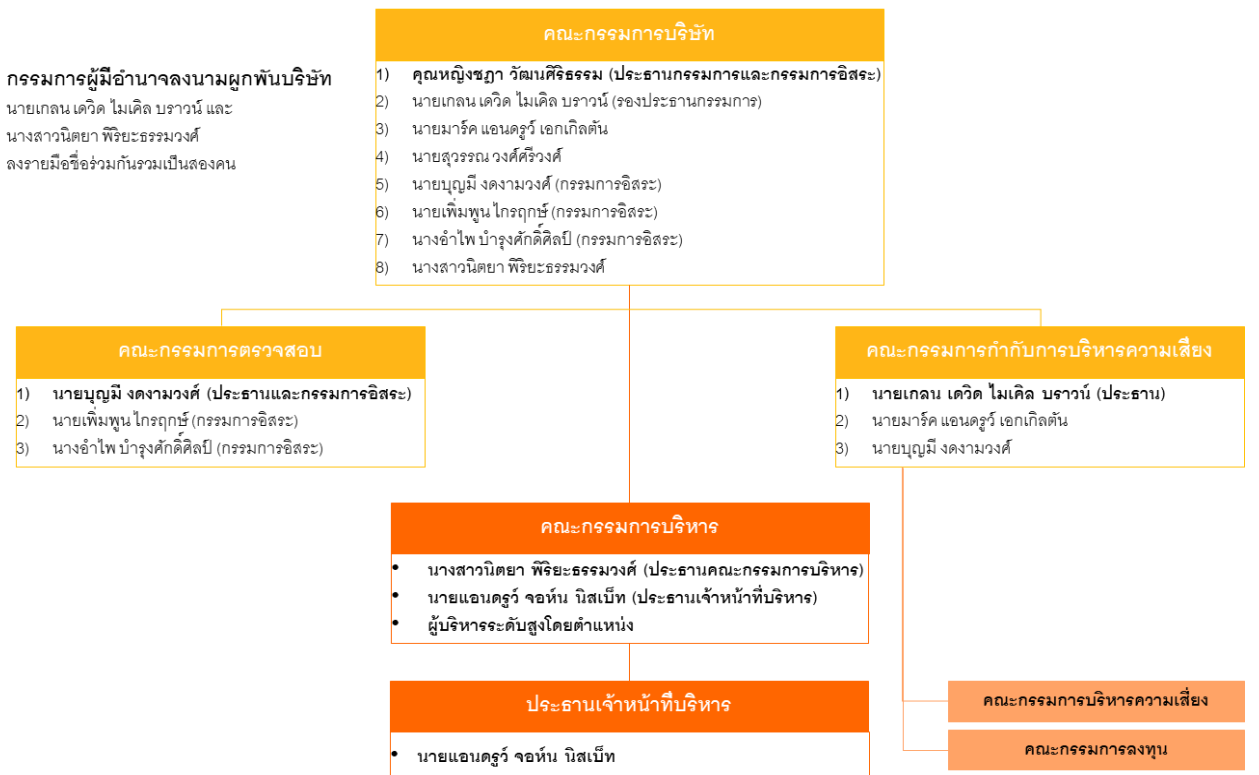 คณะกรรมการบริษัท
กรรมการผู้มีอำนาจลงนามผูกพันบริษัท
นายเกลน เดวิด ไมเคิล บราวน์ และ
นางสาวนิตยา พิริยะธรรมวงศ์
ลงรายมือชื่อร่วมกันรวมเป็นสองคน
1) คุณหญิงชฎา วัฒนศิริธรรม (ประธานกรรมการและกรรมการอิสระ)
2) นายเกลน เดวิด ไมเคิล บราวน์ (รองประธานกรรมการ)
3) นายมาร์ค แอนดรูว์ เอกเกิลตัน
4) นายสุวรรณ วงศ์ศรีวงศ์
5) นายบุญมี งดงามวงศ์ (กรรมการอิสระ)
6) นายเพิ่มพูน ไกรฤกษ์ (กรรมการอิสระ)
7) นางอำไพ บำรุงศักดิ์ศิลป์ (กรรมการอิสระ)
8) นางสาวนิตยา พิริยะธรรมวงศ์
คณะกรรมการตรวจสอบ
1) นายบุญมี งดงามวงศ์ (ประธานและกรรมการอิสระ)
2) นายเพิ่มพูน ไกรฤกษ์ (กรรมการอิสระ)
3) นางอำไพ บำรุงศักดิ์ศิลป์ (กรรมการอิสระ)
คณะกรรมการกำกับการบริหารความเสี่ยง
1) นายเกลน เดวิด ไมเคิล บราวน์ (ประธาน)
2) นายมาร์ค แอนดรูว์ เอกเกิลตัน
3) นายบุญมี งดงามวงศ์
คณะกรรมการบริหาร
• นางสาวนิตยา พิริยะธรรมวงศ์ (ประธานคณะกรรมการบริหาร)
• นายแอนดรูว์ จอห์น นิสเบ็ท (ประธานเจ้าหน้าที่บริหาร)
• ผู้บริหารระดับสูงโดยตำแหน่ง
ประธานเจ้าหน้าที่บริหาร
• นายแอนดรูว์ จอห์น นิสเบ็ท
คณะกรรมการบริหารความเสี่ยง
คณะกรรมการลงทุน